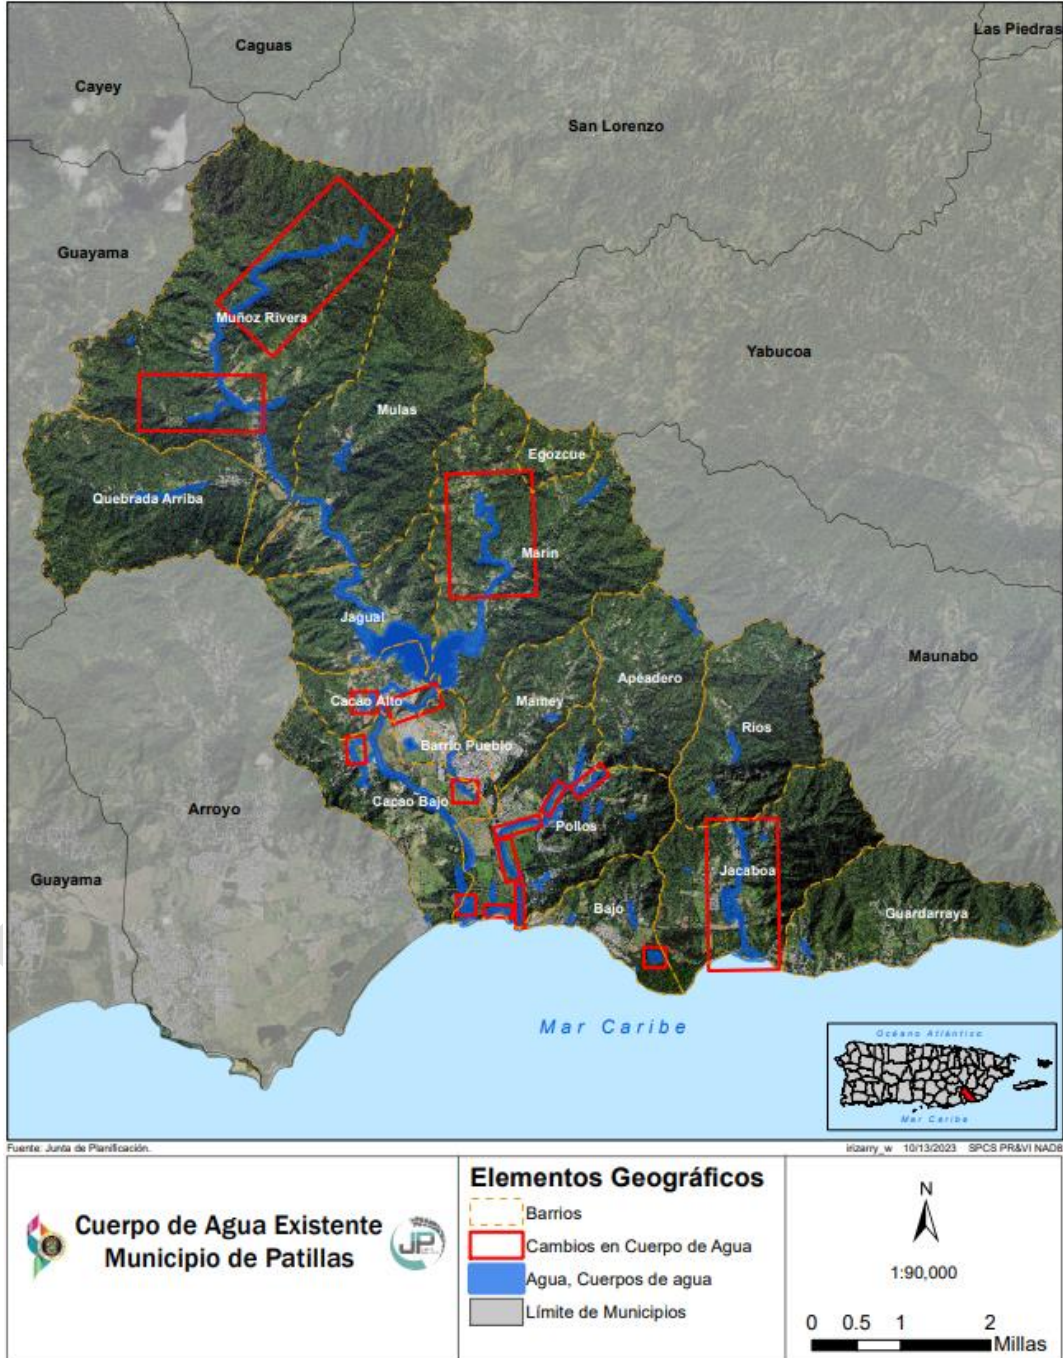 Las Piedras
Caguas
Cayey
San Lorenzo
Guayama
Muñoz Rivera
Yabucoa
Mulas
Egozcue
Quebrada Arriba
Marin
Jagual
Maunabo
Apeadero
Cacao Alto
Mamey
Rios
Barrio Pueblo
Arroyo
Cacao Bajo
Pollos
Jacaboa
Guayama
Bajo
Guardarraya
Mar Caribe
Océano Atlántico
Mar Caribe
Fuente: Junta de Planificación.
irizarry_w 10/13/2023 SPCS PR&VI NAD8
Cuerpo de Agua Existente
Municipio de Patillas
JP
Elementos Geográficos
Barrios
Cambios en Cuerpo de Agua
Agua, Cuerpos de agua
Límite de Municipios
N
1:90,000
0 0.5 1 2
Millas